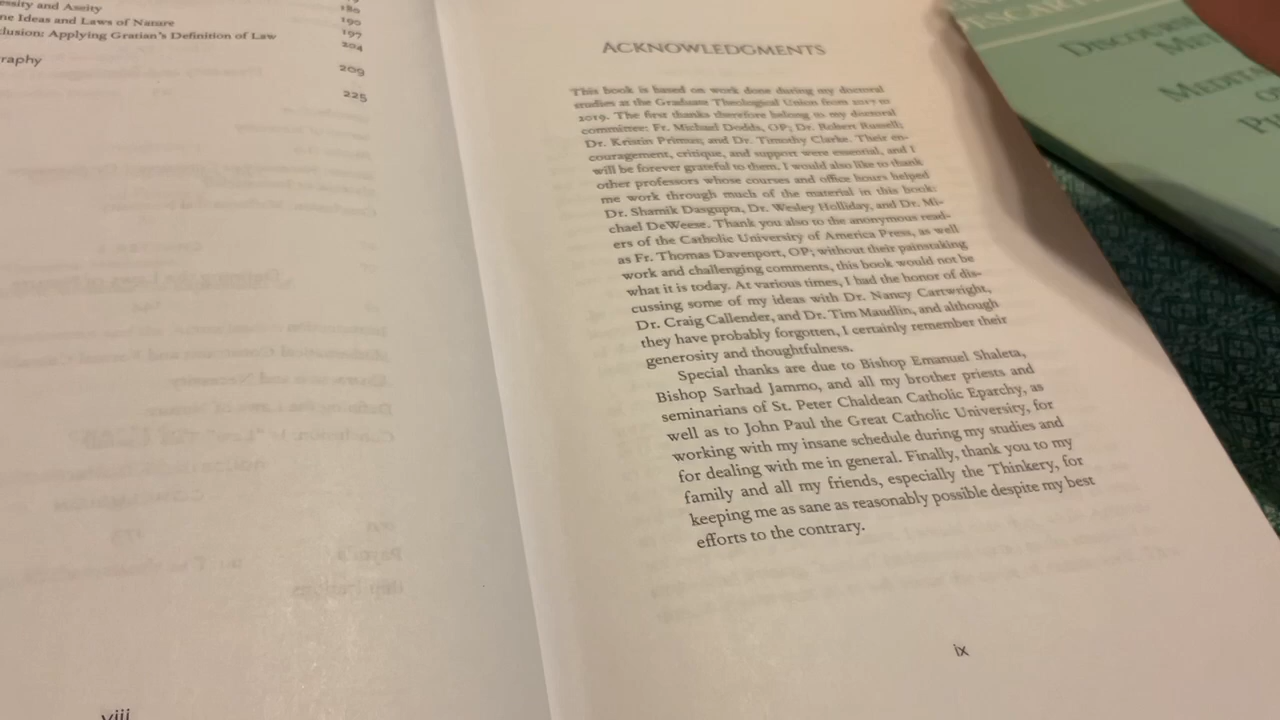 essity and Aseity
ne Ideas and Laws of Nature
clusion: Applying Gratian's Definition of Law
raphy
180
190
197
204
209
225
viii
ACKNOWLEDGMENTS
This book is based on work done during my doctoral
studies at the Graduate Theological Union from 2017 to
2019. The first thanks therefore belong to my doctoral
committee: Fr. Michael Dodds, OP; Dr. Robert Russell;
Dr. Kristin Primus; and Dr. Timothy Clarke. Their en-
couragement, critique, and support were essential, and I
will be forever grateful to them. I would also like to thank
other professors whose courses and office hours helped
me work through much of the material in this book:
Dr. Shamik Dasgupta, Dr. Wesley Holliday, and Dr. Mi-
chael DeWeese. Thank you also to the anonymous read-
ers of the Catholic University of America Press, as well
as Fr. Thomas Davenport, OP; without their painstaking
work and challenging comments, this book would not be
what it is today. At various times, I had the honor of dis-
cussing some of my ideas with Dr. Nancy Cartwright,
Dr. Craig Callender, and Dr. Tim Maudlin, and although
they have probably forgotten, I certainly remember their
generosity and thoughtfulness.
Special thanks are due to Bishop Emanuel Shaleta,
Bishop Sarhad Jammo, and all my brother priests and
seminarians of St. Peter Chaldean Catholic Eparchy, as
well as to John Paul the Great Catholic University, for
working with my insane schedule during my studies and
for dealing with me in general. Finally, thank you to my
family and all my friends, especially the Thinkery, for
keeping me as sane as reasonably possible despite my best
efforts to the contrary.
ix
DISCOURS
MET
MEDITA